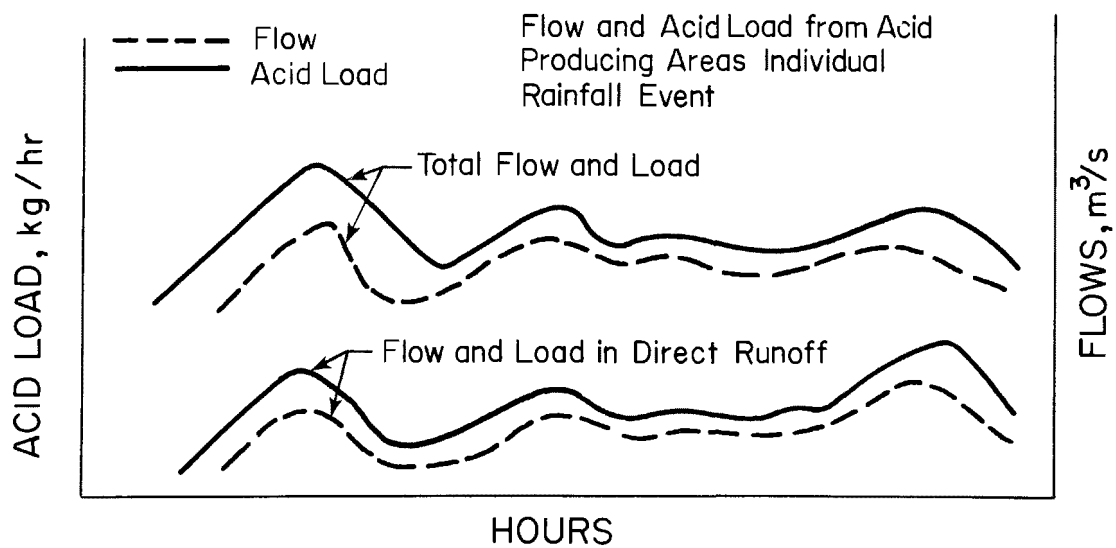 Flow
Acid Load
Flow and Acid Load from Acid
Producing Areas Individual
Rainfall Event
Total Flow and Load
Flow and Load in Direct Runoff
ACID LOAD, kg/hr
FLOWS, m³/s
HOURS